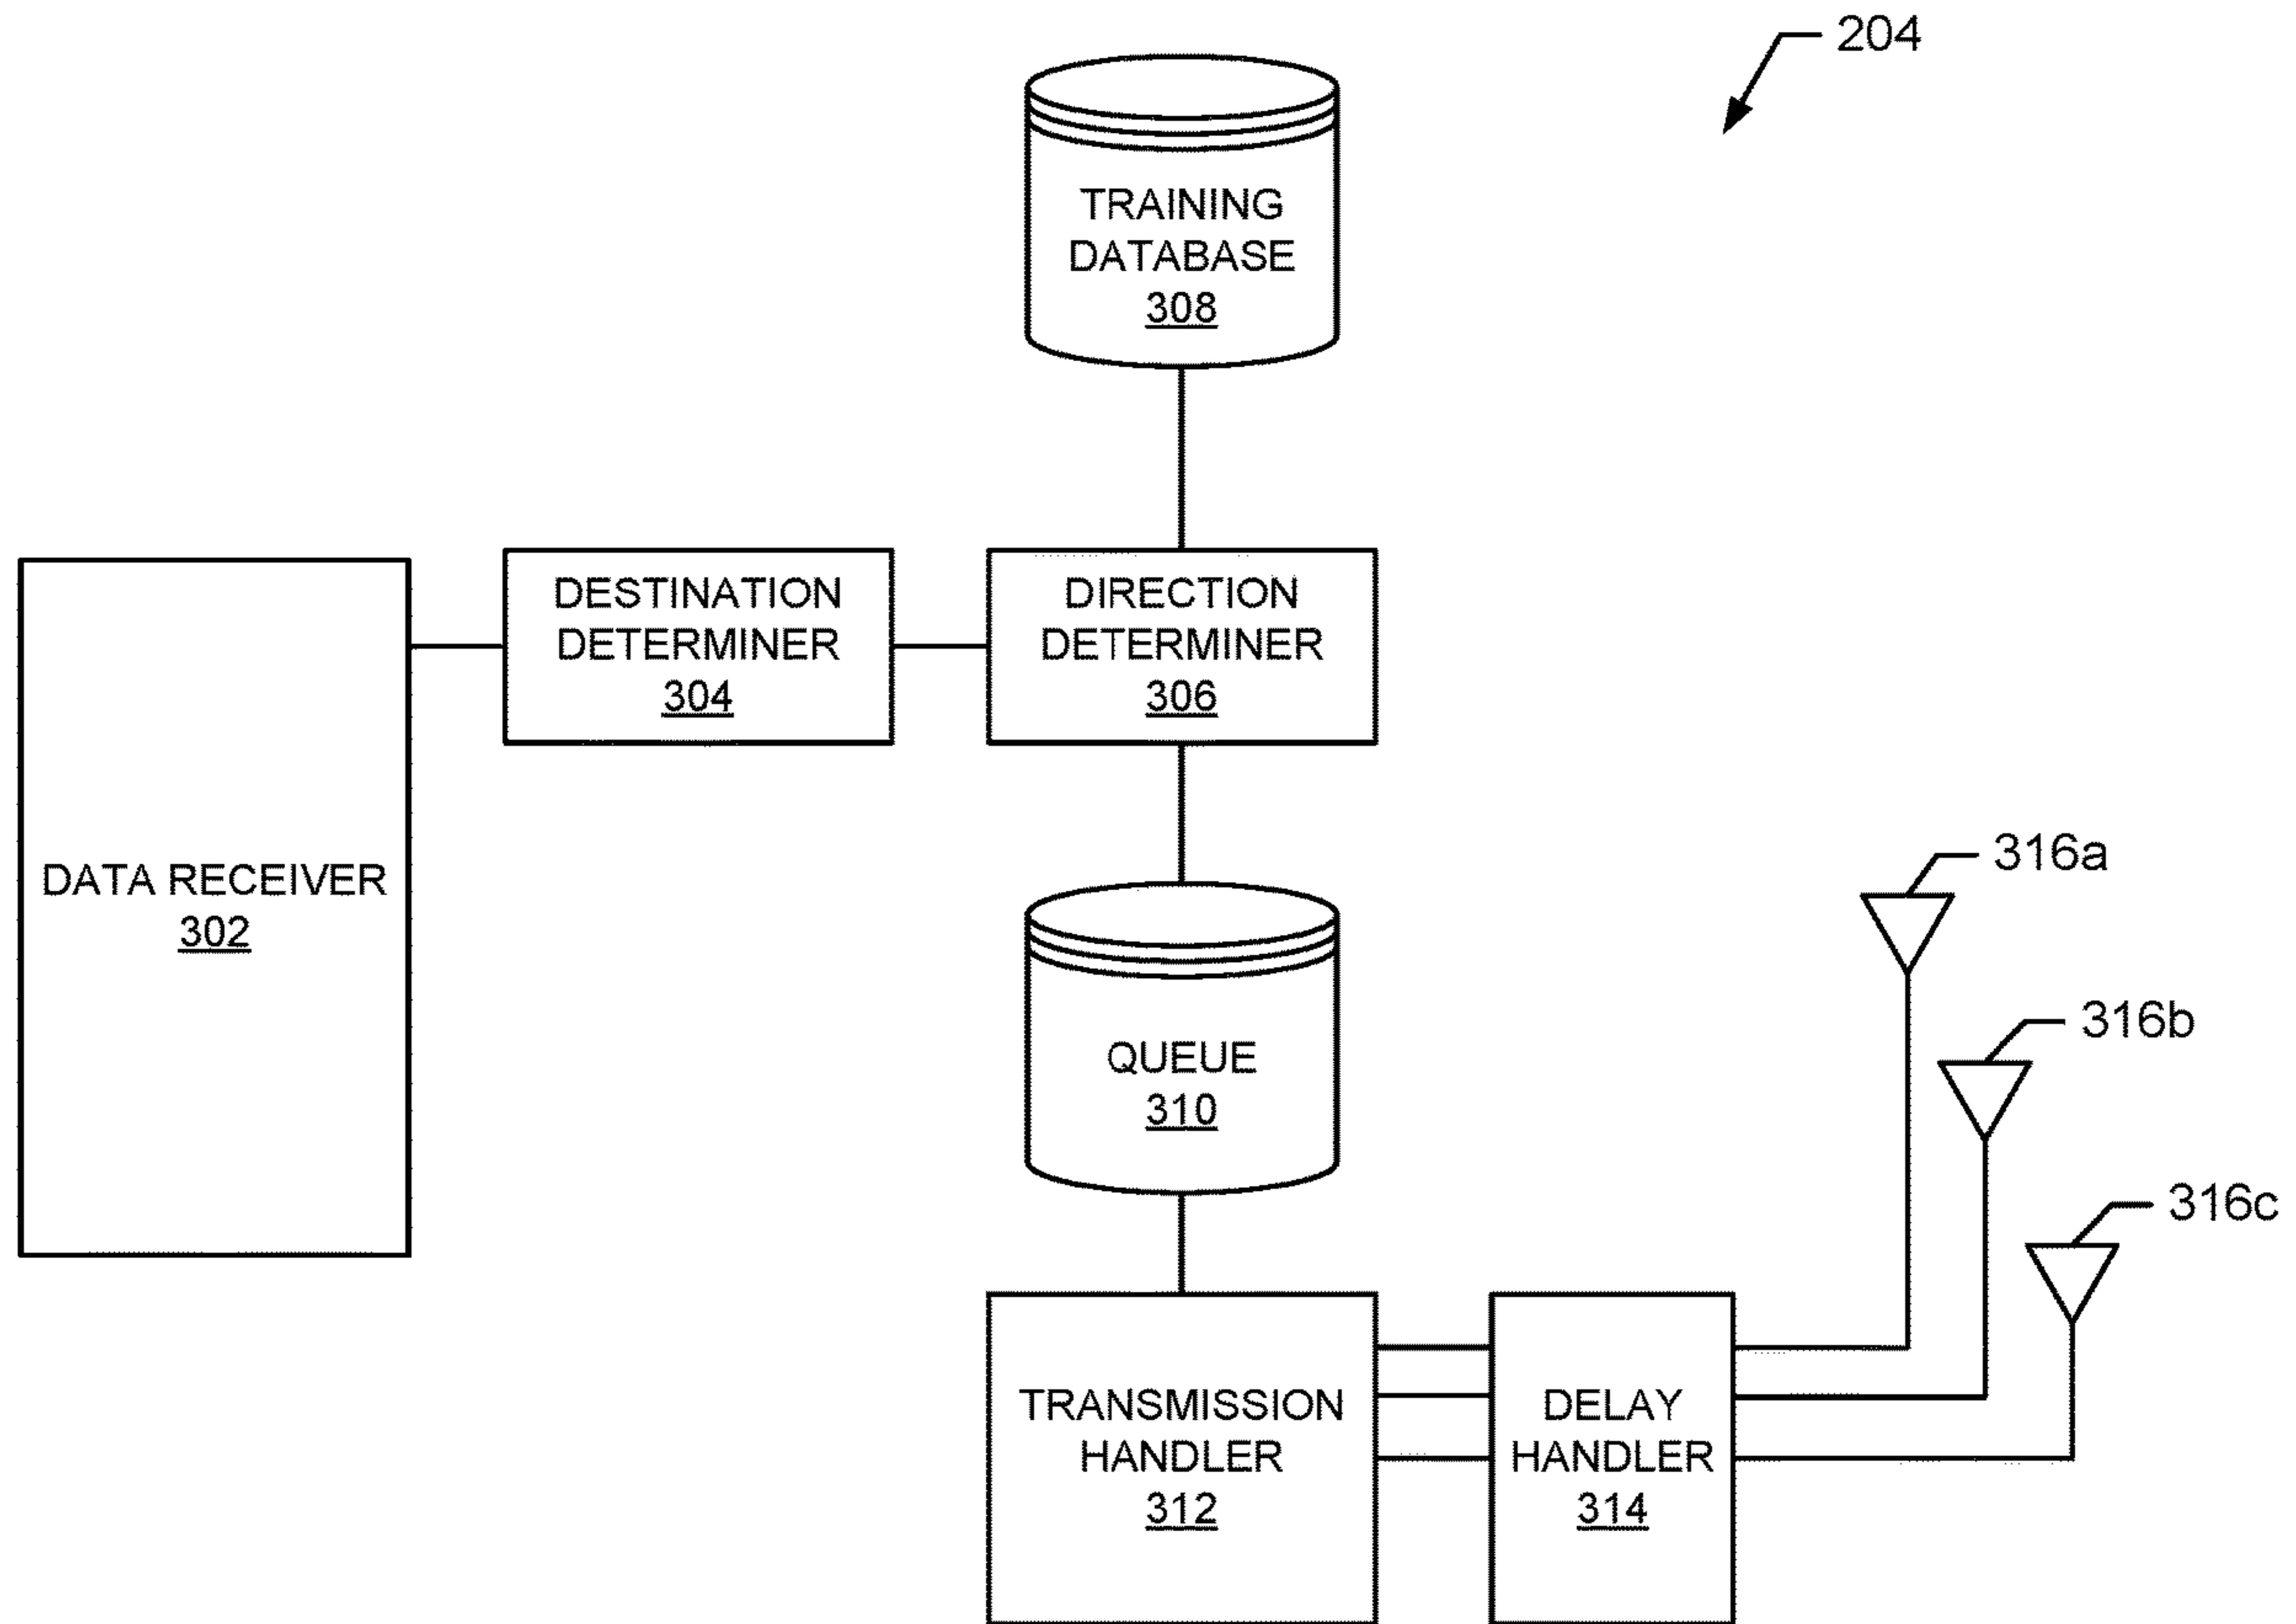 204
TRAINING
DATABASE
308
DESTINATION
DETERMINER
304
DIRECTION
DETERMINER
306
DATA RECEIVER
302
QUEUE
310
316a
316b
316c
TRANSMISSION
HANDLER
312
DELAY
HANDLER
314